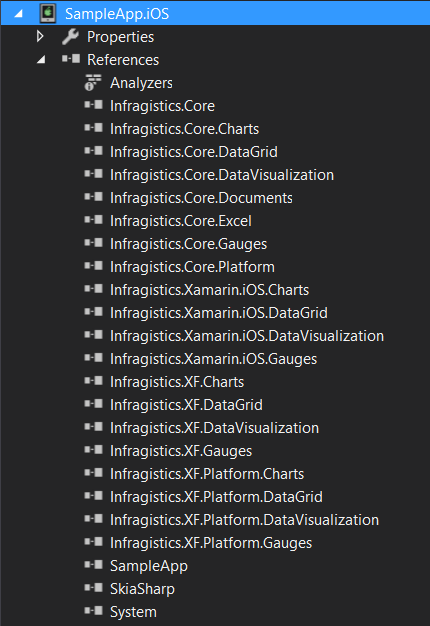 SampleApp.iOS
Properties
References
Analyzers
Infragistics.Core
Infragistics.Core.Charts
Infragistics.Core.DataGrid
Infragistics.Core.DataVisualization
Infragistics.Core.Documents
Infragistics.Core.Excel
Infragistics.Core.Gauges
Infragistics.Core.Platform
Infragistics.Xamarin.iOS.Charts
Infragistics.Xamarin.iOS.DataGrid
Infragistics.Xamarin.iOS.DataVisualization
Infragistics.Xamarin.iOS.Gauges
Infragistics.XF.Charts
Infragistics.XF.DataGrid
Infragistics.XF.DataVisualization
Infragistics.XF.Gauges
Infragistics.XF.Platform.Charts
Infragistics.XF.Platform.DataGrid
Infragistics.XF.Platform.DataVisualization
Infragistics.XF.Platform.Gauges
SampleApp
SkiaSharp
System